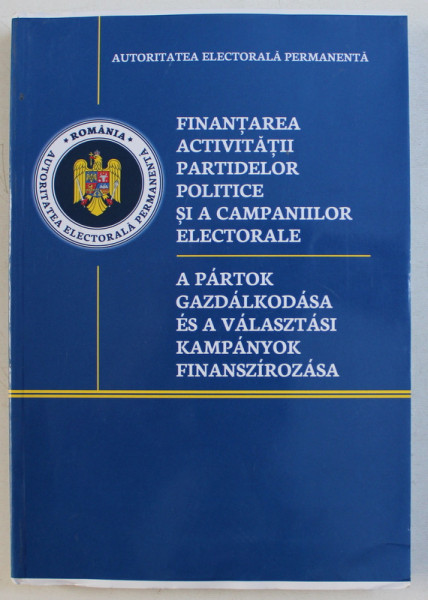 AUTORITATEA ELECTORALĂ PERMANENTĂ
* ROMÂNIA *
AUTORITATEA ELECTORALĂ PERMANENTĂ
FINANȚAREA
ACTIVITĂȚII
PARTIDELOR
POLITICE
ȘI A CAMPANIILOR
ELECTORALE
A PÁRTOK
GAZDÁLKODÁSA
ÉS A VÁLASZTÁSI
KAMPÁNYOK
FINANSZÍROZÁSA